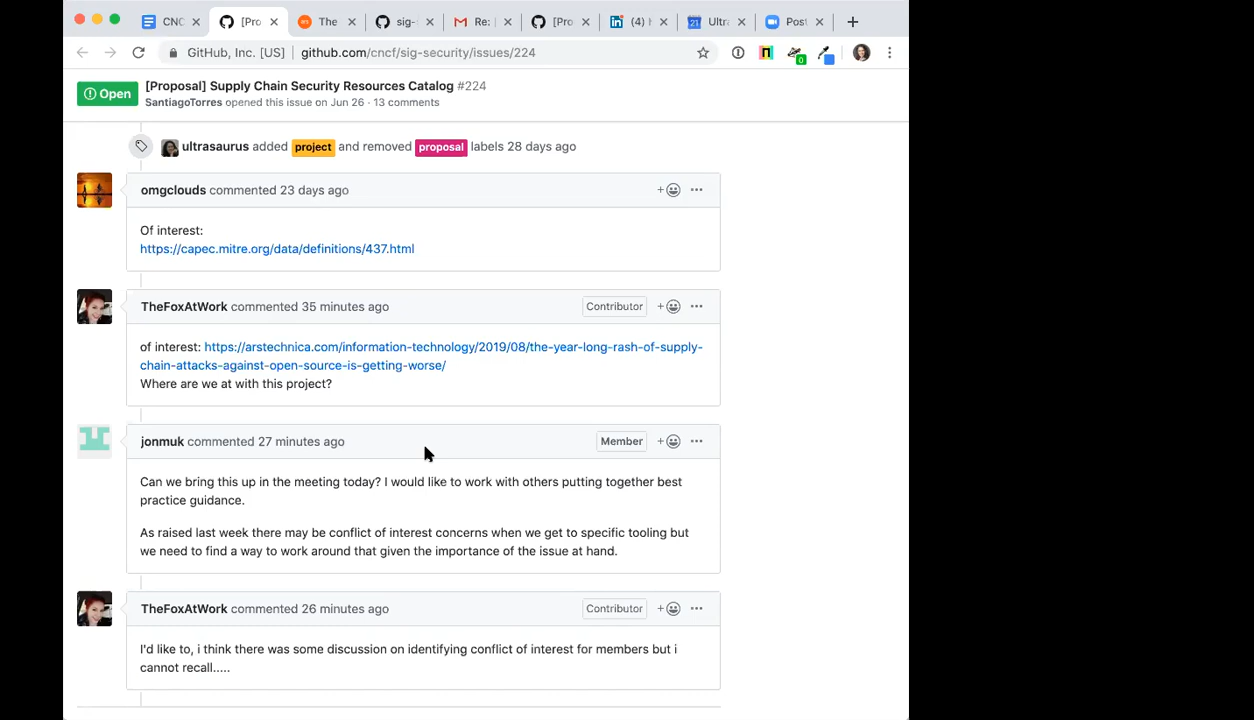 CNC
[Pro
The
sig-
Re: [
[Pro
(4)
Ultra
Post
GitHub, Inc. [US] github.com/cncf/sig-security/issues/224
0
Open
[Proposal] Supply Chain Security Resources Catalog #224
SantiagoTorres opened this issue on Jun 26 · 13 comments
ultrasaurus added project and removed proposal labels 28 days ago
omgclouds commented 23 days ago
Of interest:
https://capec.mitre.org/data/definitions/437.html
TheFoxAtWork commented 35 minutes ago Contributor
of interest: https://arstechnica.com/information-technology/2019/08/the-year-long-rash-of-supply-
chain-attacks-against-open-source-is-getting-worse/
Where are we at with this project?
jonmuk commented 27 minutes ago Member
Can we bring this up in the meeting today? I would like to work with others putting together best
practice guidance.
As raised last week there may be conflict of interest concerns when we get to specific tooling but
we need to find a way to work around that given the importance of the issue at hand.
TheFoxAtWork commented 26 minutes ago Contributor
I'd like to, i think there was some discussion on identifying conflict of interest for members but i
cannot recall.....